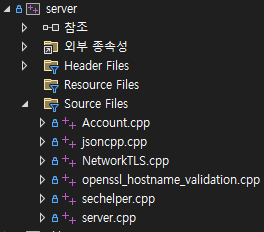 server
참조
외부 종속성
Header Files
Resource Files
Source Files
Account.cpp
jsoncpp.cpp
NetworkTLS.cpp
openssl_hostname_validation.cpp
sechelper.cpp
server.cpp